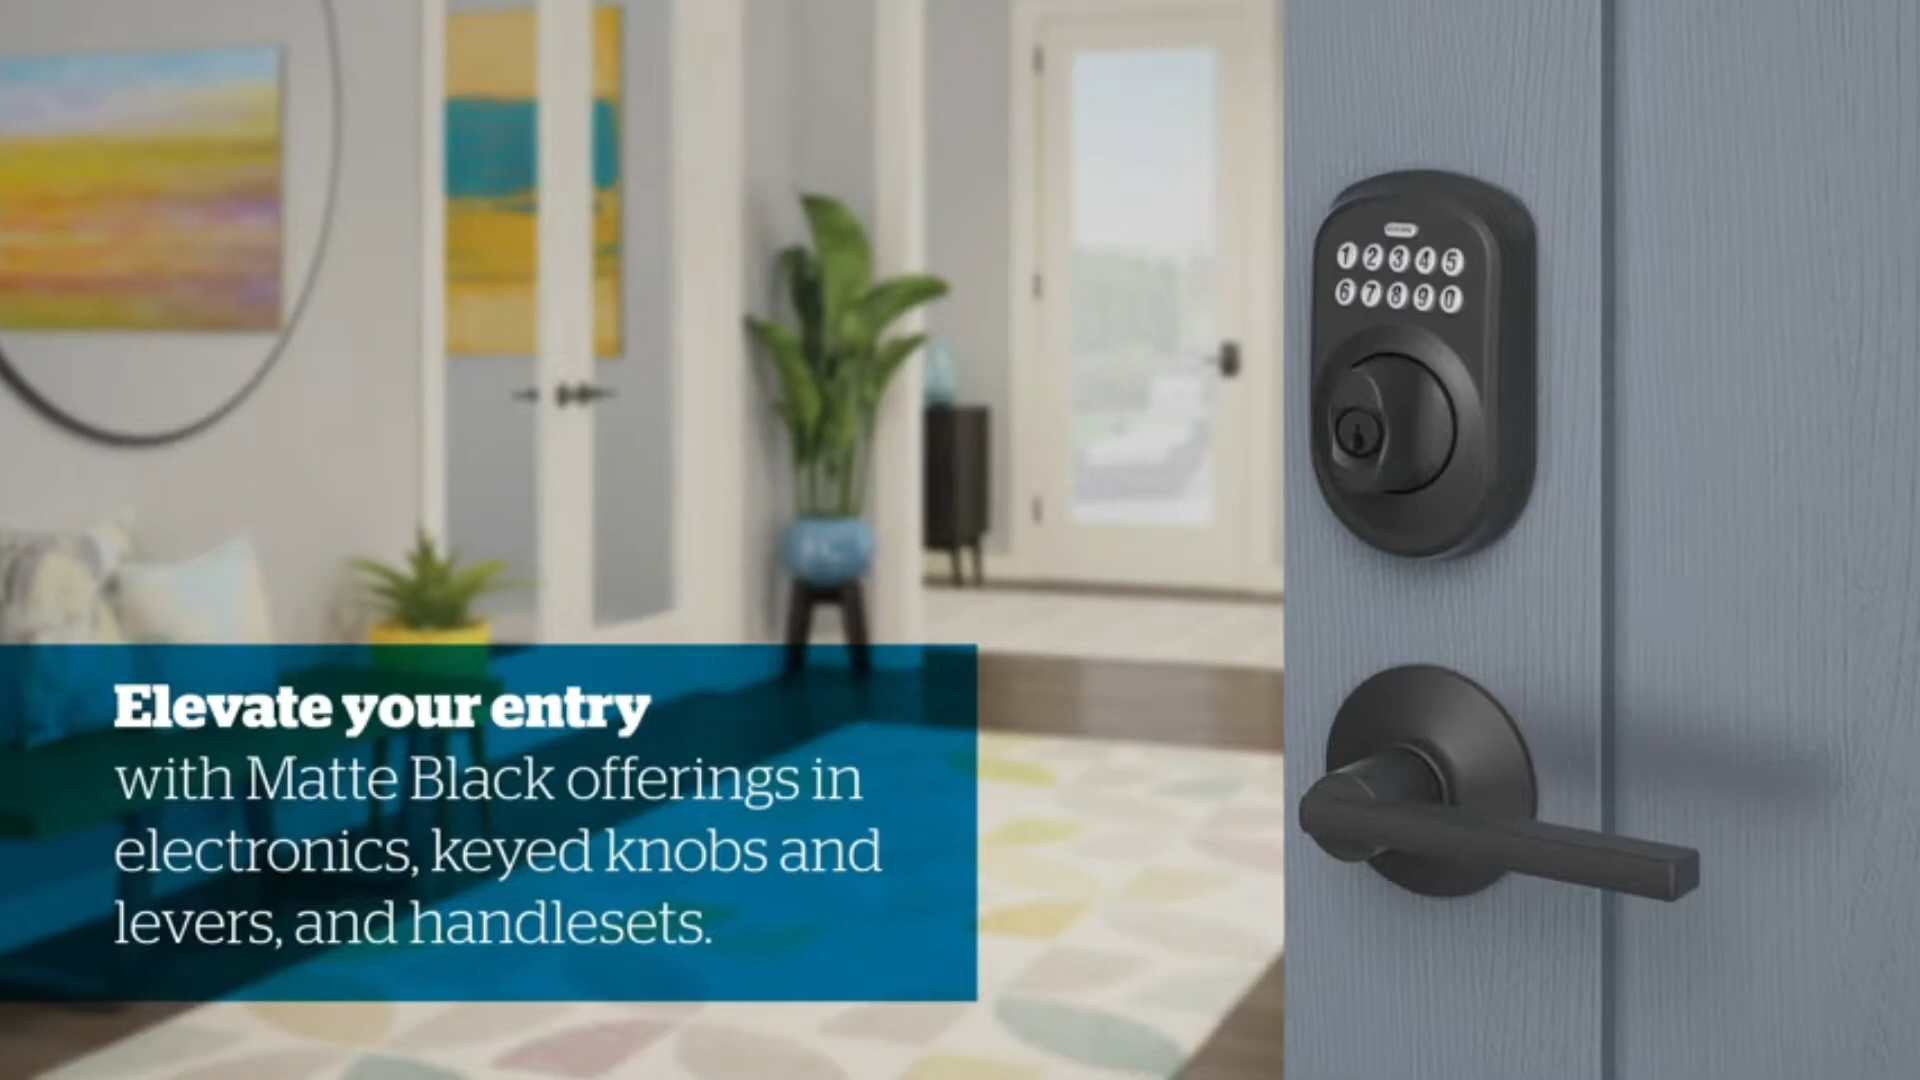 Elevate your entry
with Matte Black offerings in
electronics, keyed knobs and
levers, and handlesets.
1 2 3 4 5
6 7 8 9 0